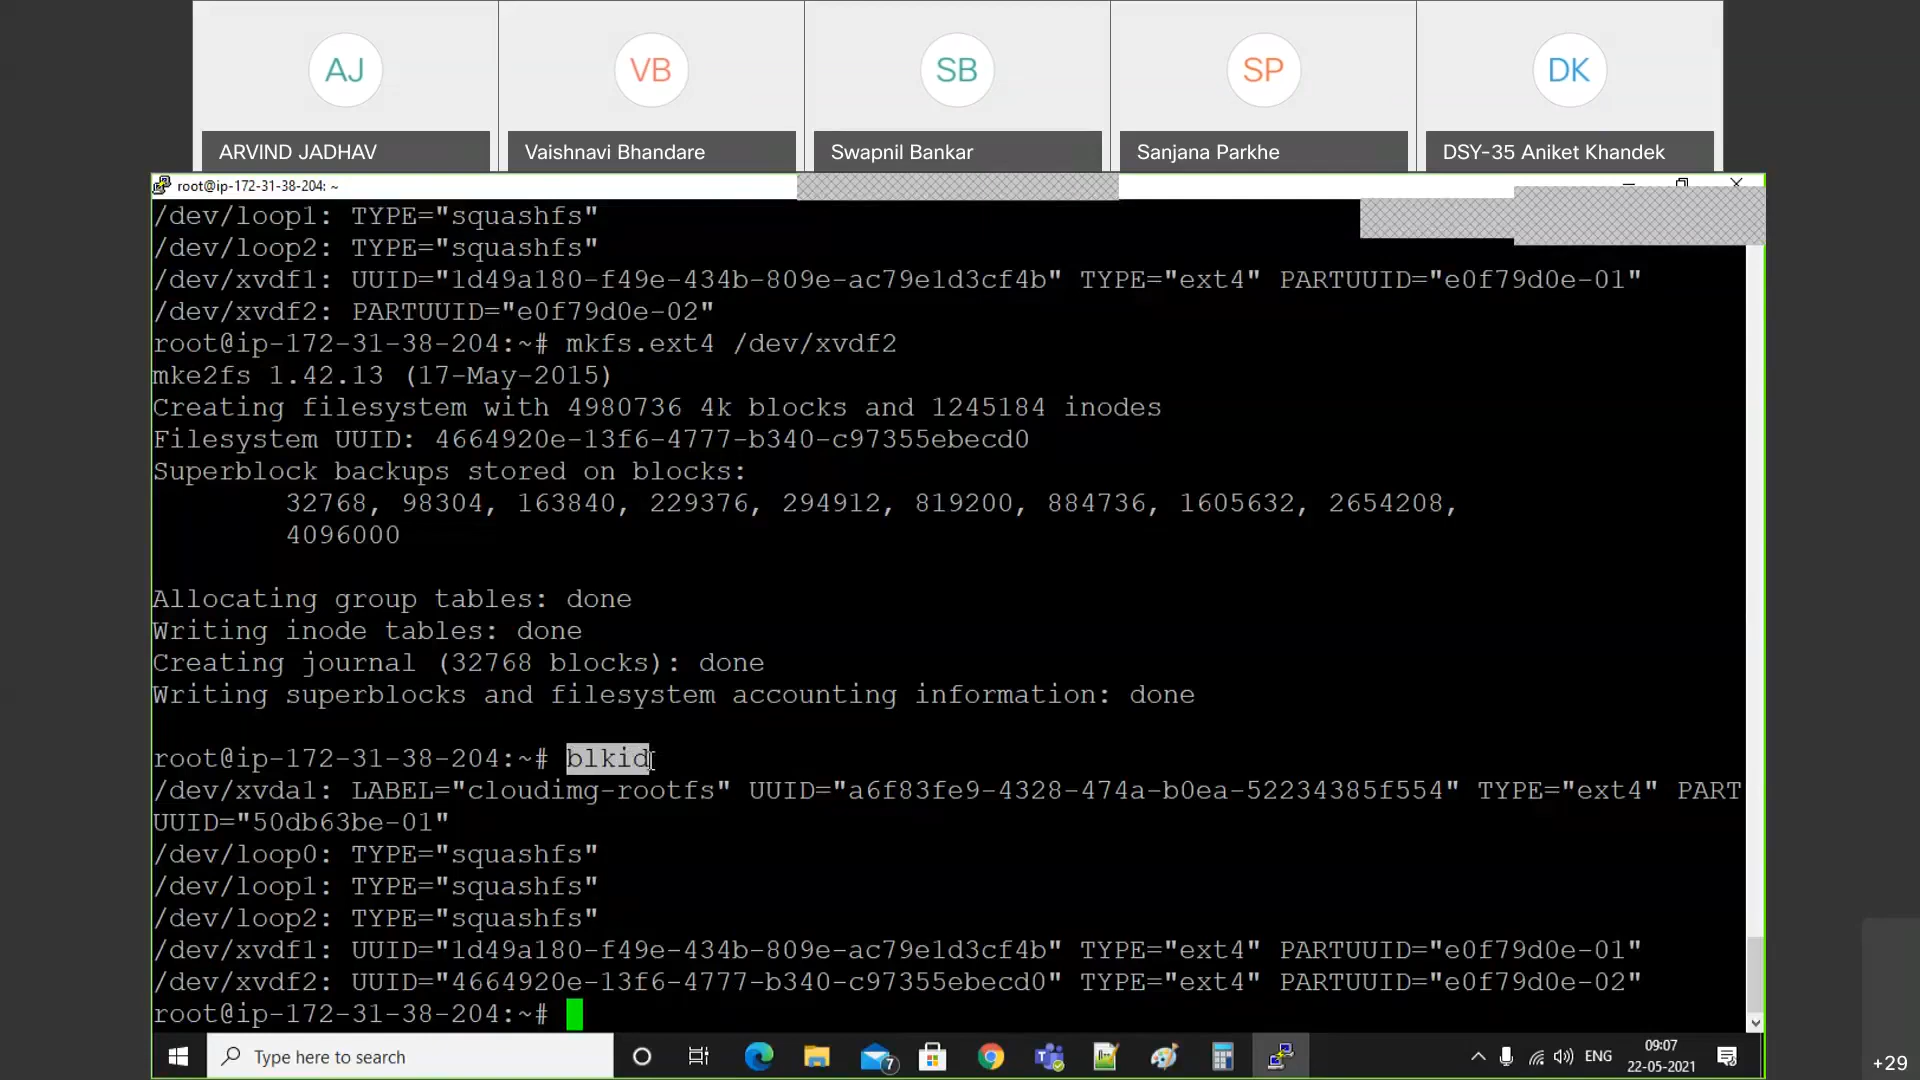 AJ
VB
SB
SP
DK
ARVIND JADHAV
Vaishnavi Bhandare
Swapnil Bankar
Sanjana Parkhe
DSY-35 Aniket Khandek
root@ip-172-31-38-204: ~
/dev/loop1: TYPE="squashfs"
/dev/loop2: TYPE="squashfs"
/dev/xvdf1: UUID="1d49a180-f49e-434b-809e-ac79e1d3cf4b" TYPE="ext4" PARTUUID="e0f79d0e-01"
/dev/xvdf2: PARTUUID="e0f79d0e-02"
root@ip-172-31-38-204:~# mkfs.ext4 /dev/xvdf2
mke2fs 1.42.13 (17-May-2015)
Creating filesystem with 4980736 4k blocks and 1245184 inodes
Filesystem UUID: 4664920e-13f6-4777-b340-c97355ebecd0
Superblock backups stored on blocks:
32768, 98304, 163840, 229376, 294912, 819200, 884736, 1605632, 2654208,
4096000
Allocating group tables: done
Writing inode tables: done
Creating journal (32768 blocks): done
Writing superblocks and filesystem accounting information: done
root@ip-172-31-38-204:~# blkid
/dev/xvda1: LABEL="cloudimg-rootfs" UUID="a6f83fe9-4328-474a-b0ea-52234385f554" TYPE="ext4" PART
UUID="50db63be-01"
/dev/loop0: TYPE="squashfs"
/dev/loop1: TYPE="squashfs"
/dev/loop2: TYPE="squashfs"
/dev/xvdf1: UUID="1d49a180-f49e-434b-809e-ac79e1d3cf4b" TYPE="ext4" PARTUUID="e0f79d0e-01"
/dev/xvdf2: UUID="4664920e-13f6-4777-b340-c97355ebecd0" TYPE="ext4" PARTUUID="e0f79d0e-02"
root@ip-172-31-38-204:~#
Type here to search
7
ENG
09:07
22-05-2021
+29